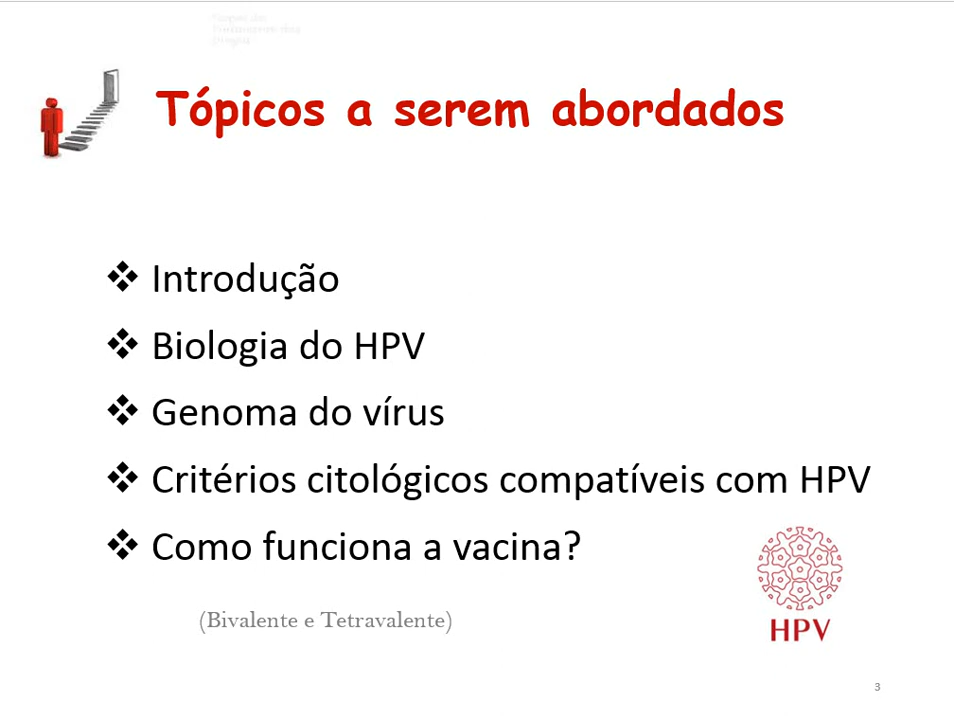 Tópicos a serem abordados
Introdução
Biologia do HPV
Genoma do vírus
Critérios citológicos compatíveis com HPV
Como funciona a vacina?
(Bivalente e Tetravalente)
HPV
3